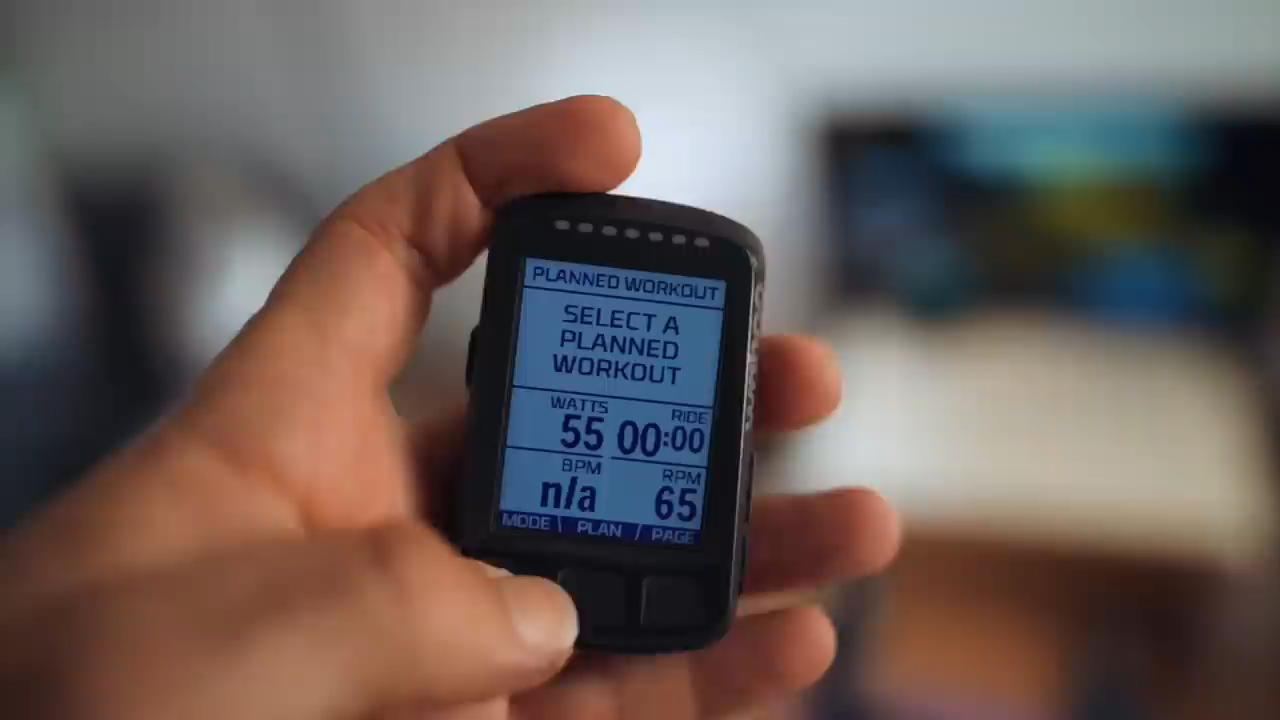 PLANNED WORKOUT
SELECT A
PLANNED
WORKOUT
WATTS RIDE
55 00:00
BPM RPM
n/a 65
MODE \ PLAN / PAGE